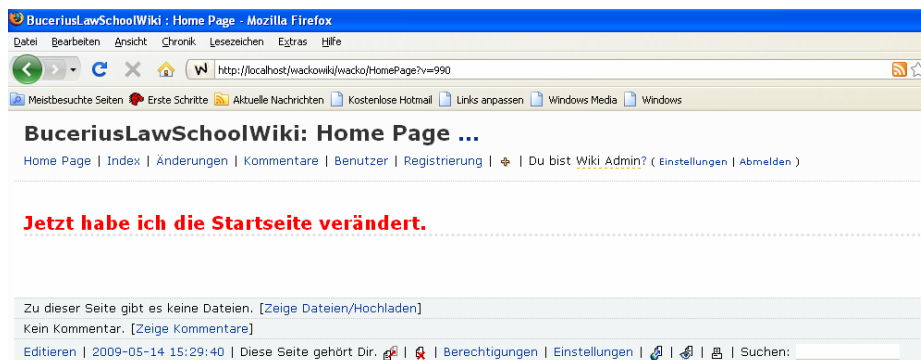 BuceriusLawSchoolWiki : Home Page - Mozilla Firefox
Datei Bearbeiten Ansicht Chronik Lesezeichen Extras Hilfe
http://localhost/wackowiki/wacko/HomePage?v=990
Meistbesuchte Seiten Erste Schritte Aktuelle Nachrichten Kostenlose Hotmail Links anpassen Windows Media Windows
BuceriusLawSchoolWiki: Home Page ...
Home Page | Index | Änderungen | Kommentare | Benutzer | Registrierung | | Du bist Wiki Admin? ( Einstellungen | Abmelden )
Jetzt habe ich die Startseite verändert.
Zu dieser Seite gibt es keine Dateien. [Zeige Dateien/Hochladen]
Kein Kommentar. [Zeige Kommentare]
Editieren | 2009-05-14 15:29:40 | Diese Seite gehört Dir. | | Berechtigungen | Einstellungen | | | | Suchen: